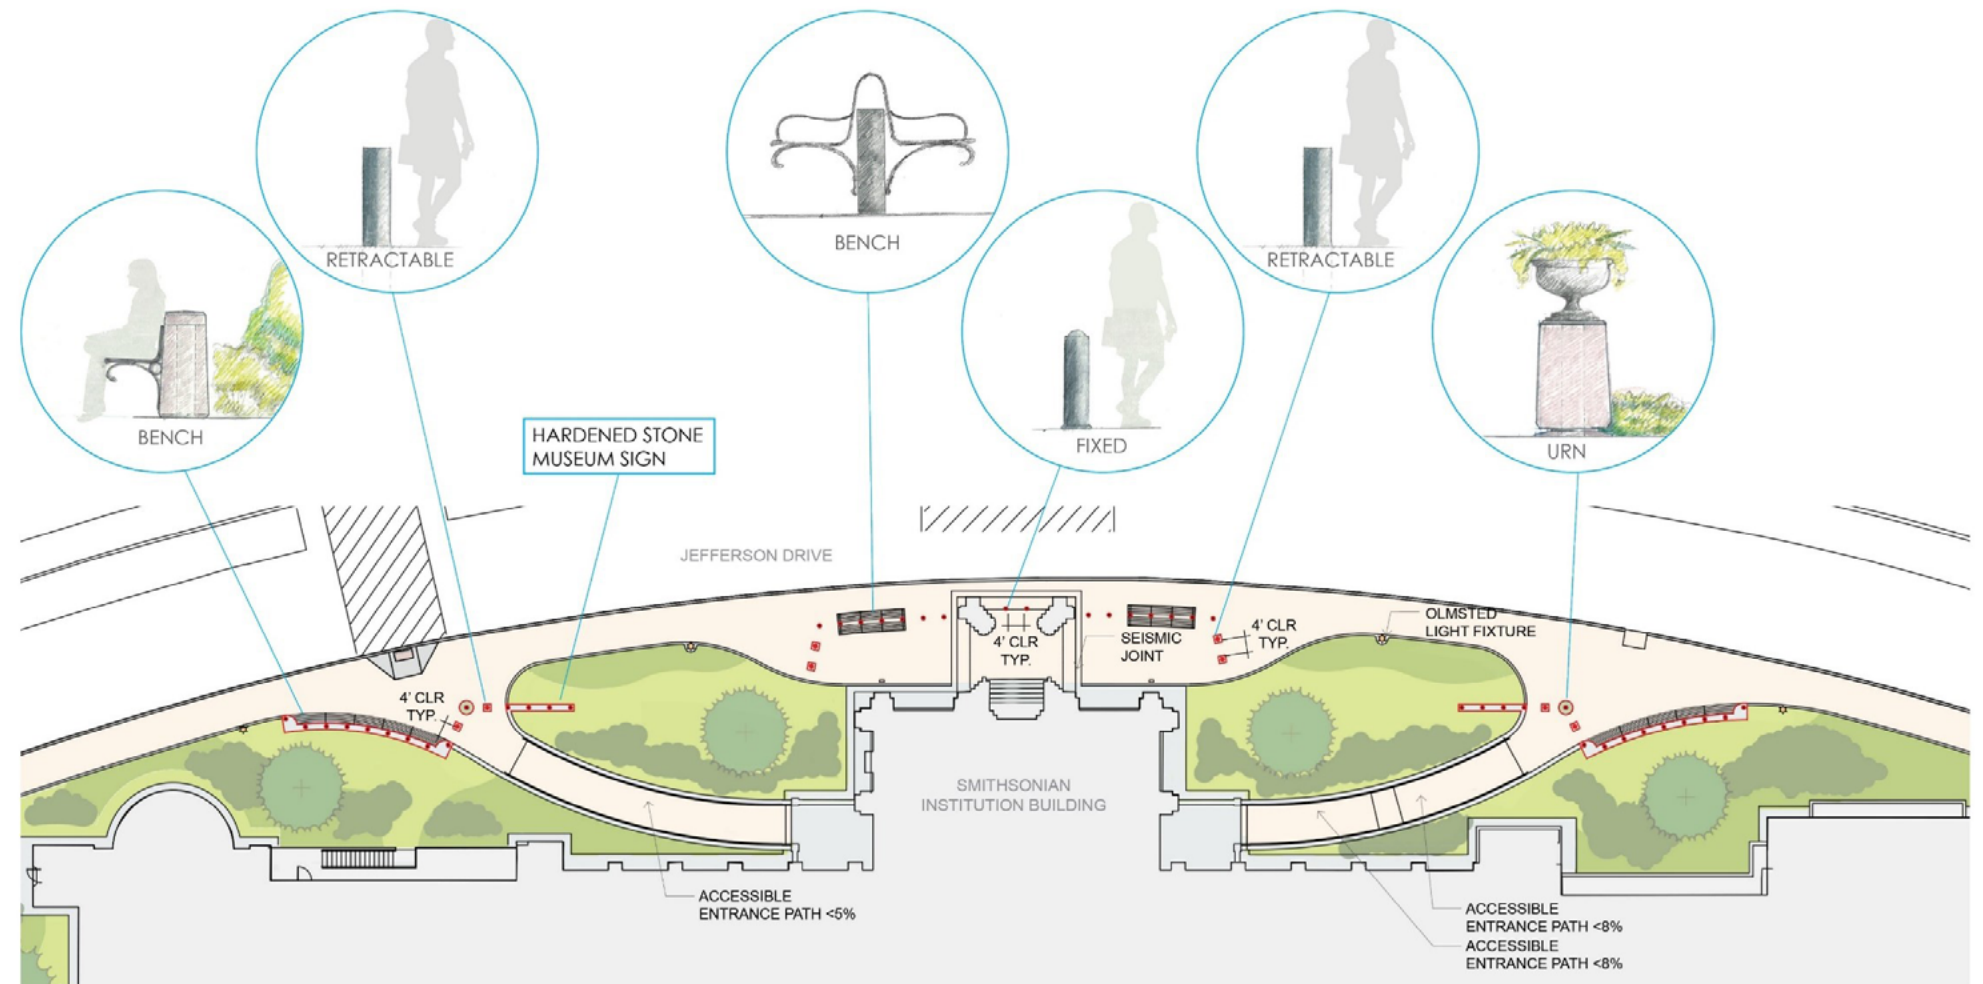 RETRACTABLE
BENCH
RETRACTABLE
BENCH
FIXED
URN
HARDENED STONE
MUSEUM SIGN
JEFFERSON DRIVE
4' CLR
TYP.
4' CLR
TYP.
SEISMIC
JOINT
4' CLR
TYP.
OLMSTED
LIGHT FIXTURE
SMITHSONIAN
INSTITUTION BUILDING
ACCESSIBLE
ENTRANCE PATH <5%
ACCESSIBLE
ENTRANCE PATH <8%
ACCESSIBLE
ENTRANCE PATH <8%